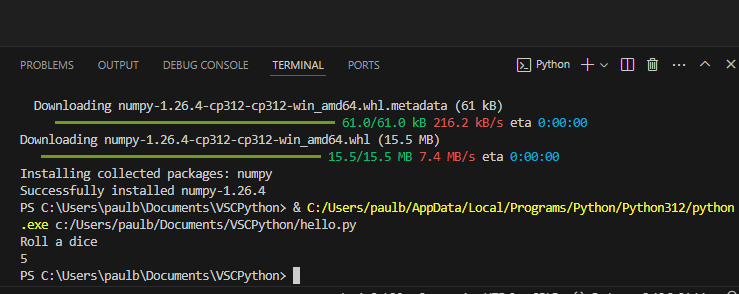 PROBLEMS OUTPUT DEBUG CONSOLE TERMINAL PORTS Python
Downloading numpy-1.26.4-cp312-cp312-win_amd64.whl.metadata (61 kB)
61.0/61.0 kB 216.2 kB/s eta 0:00:00
Downloading numpy-1.26.4-cp312-cp312-win_amd64.whl (15.5 MB)
15.5/15.5 MB 7.4 MB/s eta 0:00:00
Installing collected packages: numpy
Successfully installed numpy-1.26.4
PS C:\Users\paulb\Documents\VSCPython> & C:/Users/paulb/AppData/Local/Programs/Python/Python312/python
.exe c:/Users/paulb/Documents/VSCPython/hello.py
Roll a dice
5
PS C:\Users\paulb\Documents\VSCPython>